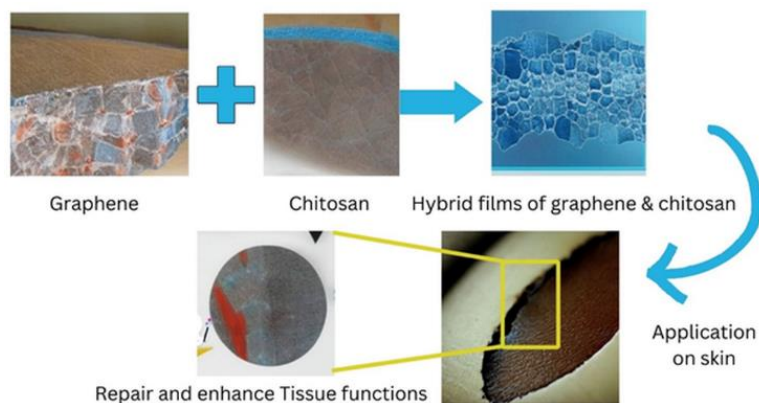 Graphene
Chitosan
Hybrid films of graphene & chitosan
Application
on skin
Repair and enhance Tissue functions